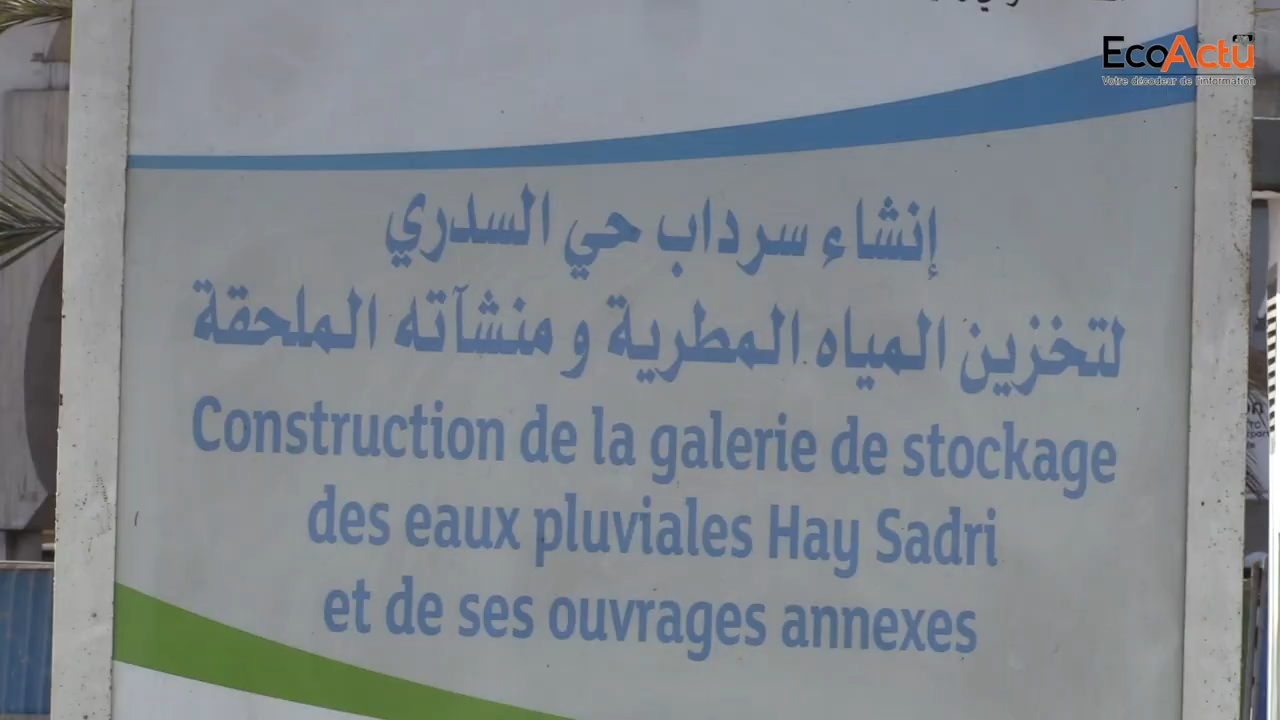 EcoActu
Votre décodeur de l'information
إنشاء سرداب حي السدري
لتخزين المياه المطرية و منشآته الملحقة
Construction de la galerie de stockage
des eaux pluviales Hay Sadri
et de ses ouvrages annexes